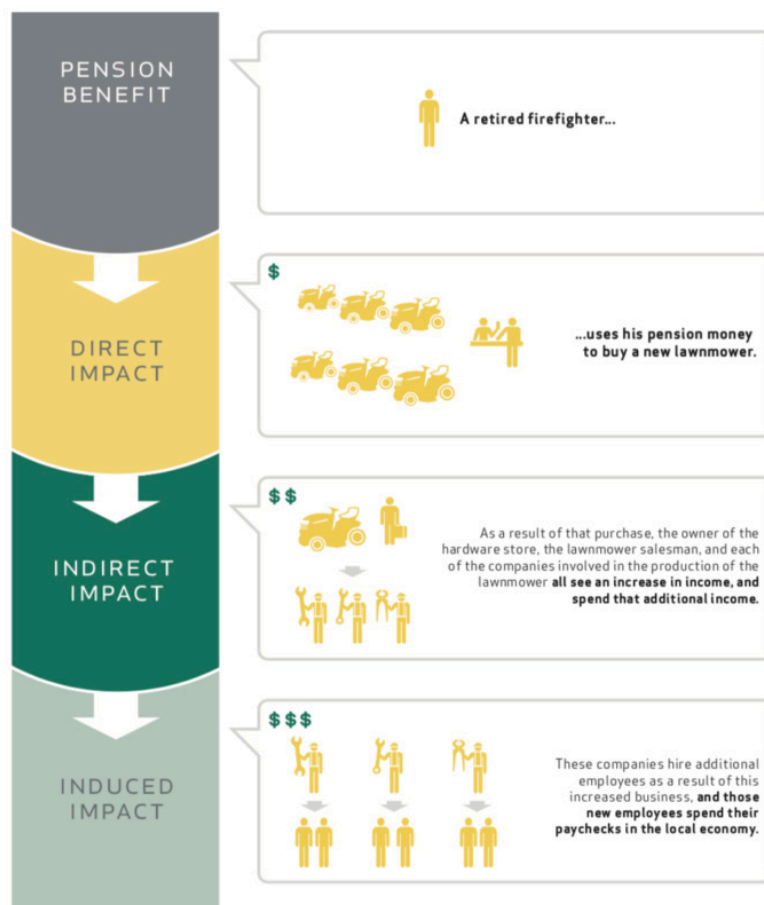 PENSION
BENEFIT
A retired firefighter...
$
DIRECT
IMPACT
...uses his pension money
to buy a new lawnmower.
$$
INDIRECT
IMPACT
As a result of that purchase, the owner of the
hardware store, the lawnmower salesman, and each
of the companies involved in the production of the
lawnmower all see an increase in income, and
spend that additional income.
$$$
INDUCED
IMPACT
These companies hire additional
employees as a result of this
increased business, and those
new employees spend their
paychecks in the local economy.